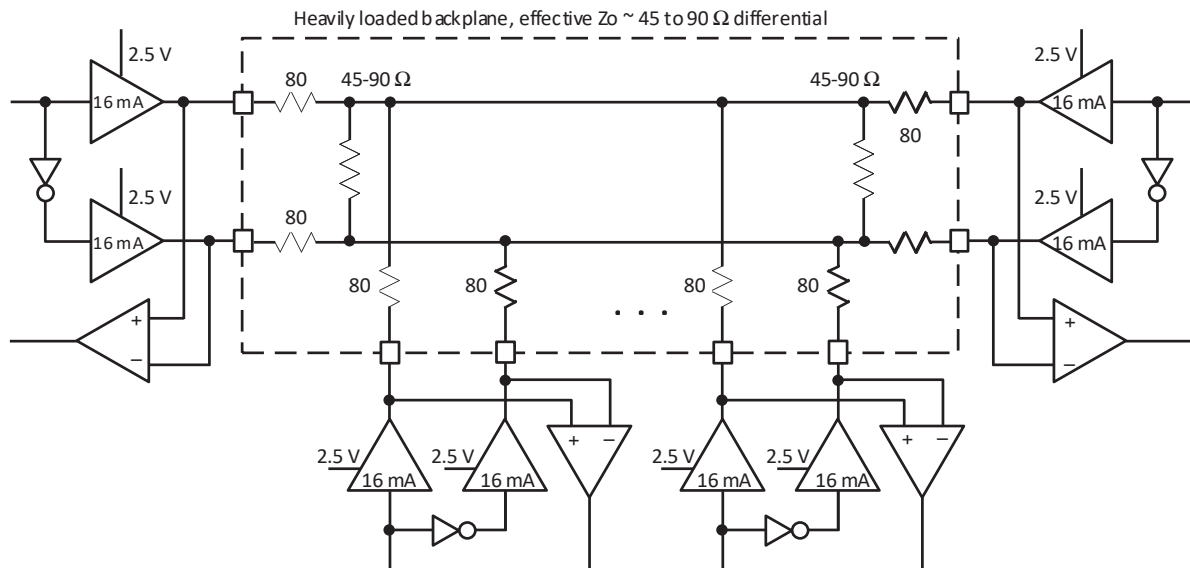 Heavily loaded backplane, effective Zo ~ 45 to 90 Ω differential
2.5 V
80
45-90 Ω
45-90 Ω
2.5 V
16 mA
16 mA
80
2.5 V
80
2.5 V
16 mA
16 mA
80
80
80
80
. . .
+
−
+
−
+
−
+
−
2.5 V
2.5 V
2.5 V
2.5 V
16 mA
16 mA
16 mA
16 mA